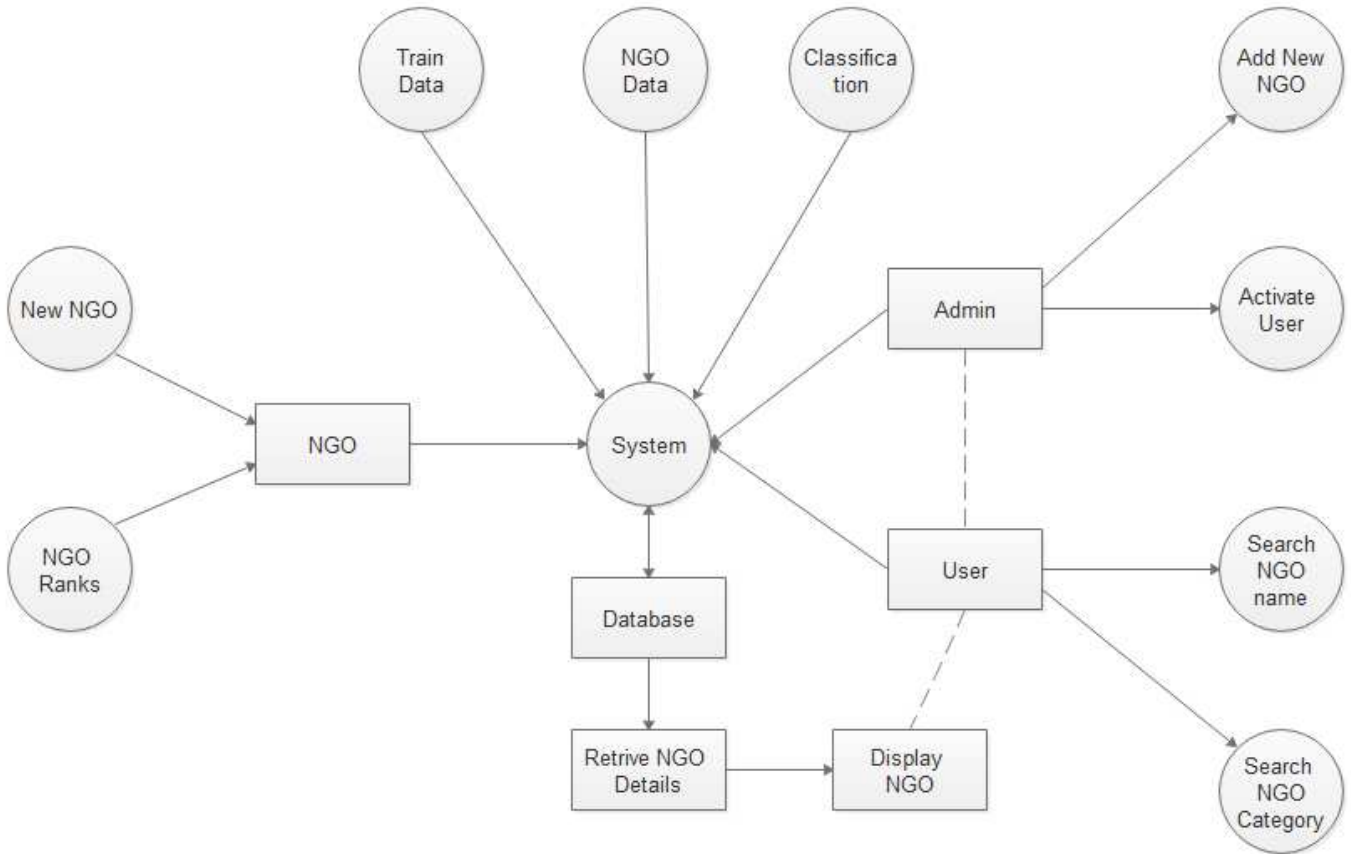 Train
Data
NGO
Data
Classifica
tion
Add New
NGO
New NGO
Admin
Activate
User
NGO
System
NGO
Ranks
Database
User
Search
NGO
name
Retrive NGO
Details
Display
NGO
Search
NGO
Category